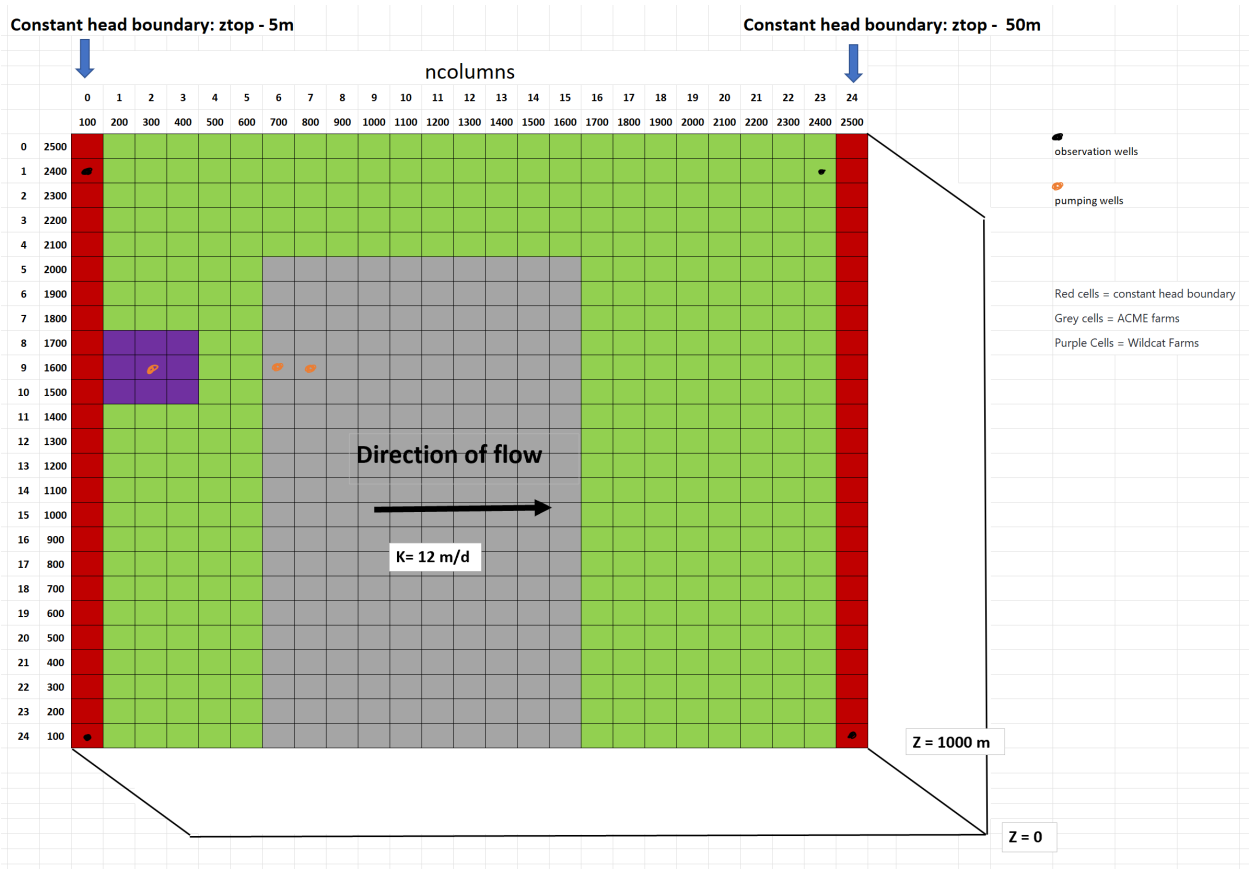 Constant head boundary: ztop - 5m
Constant head boundary: ztop -  50m
ncolumns
0 1 2 3 4 5 6 7 8 9 10 11 12 13 14 15 16 17 18 19 20 21 22 23 24
100 200 300 400 500 600 700 800 900 1000 1100 1200 1300 1400 1500 1600 1700 1800 1900 2000 2100 2200 2300 2400 2500
0 2500
1 2400
2 2300
3 2200
4 2100
5 2000
6 1900
7 1800
8 1700
9 1600
10 1500
11 1400
12 1300
13 1200
14 1100
15 1000
16 900
17 800
18 700
19 600
20 500
21 400
22 300
23 200
24 100
observation wells
pumping wells
Red cells = constant head boundary
Grey cells = ACME farms
Purple Cells = Wildcat Farms
Direction of flow
K= 12 m/d
Z = 1000 m
Z = 0